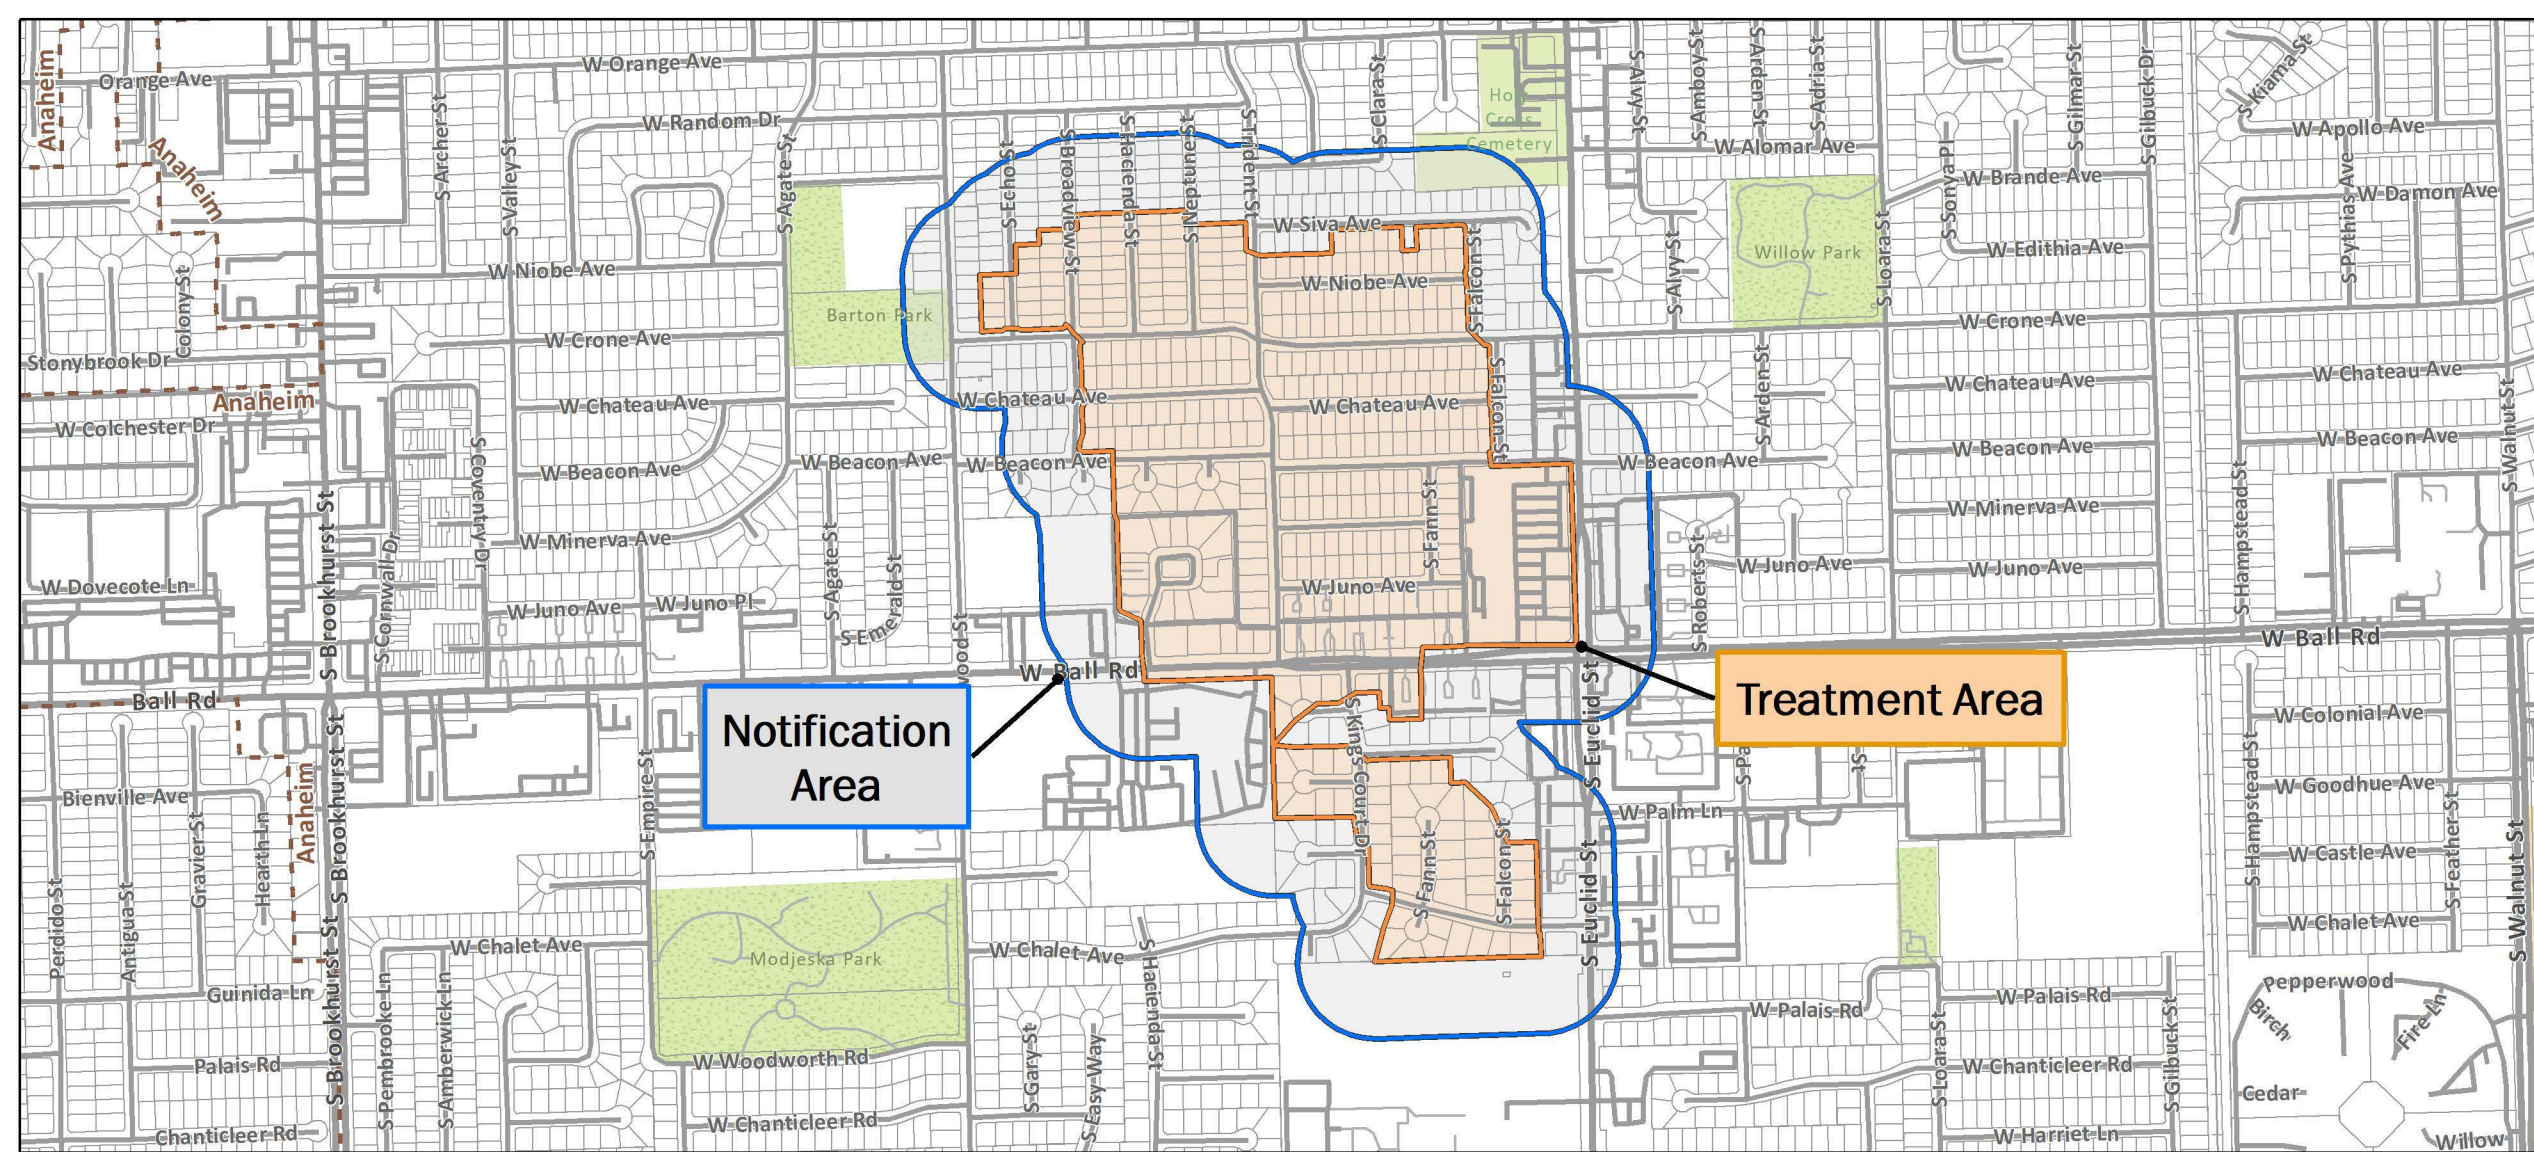 Orange Ave
W Orange Ave
Anaheim
Anaheim
W Random Dr
S Archer St
S Valley St
S Agate St
S Echo St
S Broadview St
S Hacienda St
S Neptune St
S Trident St
S Clara St
Cemetery
S Alvy St
S Amboy St
S Arden St
S Adria St
S Gilmar St
S Gilbuck Dr
S Kiama St
W Apollo Ave
W Alomar Ave
W Brande Ave
S Sonya Pl
S Pythias Ave
W Damon Ave
W Siva Ave
Willow Park
W Edithia Ave
S Loara St
S Alvy St
Colony St
W Niobe Ave
W Niobe Ave
S Falcon St
Barton Park
W Crone Ave
W Crone Ave
Stonybrook Dr
Anaheim
W Chateau Ave
W Chateau Ave
W Chateau Ave
S Falcon St
S Arden St
W Chateau Ave
W Chateau Ave
S Walnut St
W Colchester Dr
S Coventry Dr
W Beacon Ave
W Beacon Ave
W Beacon Ave
W Beacon Ave
W Beacon Ave
W Beacon Ave
S Brookhurst St
S Cornwall Dr
W Minerva Ave
S Agate St
S Emerald St
S Fann St
S Roberts St
W Minerva Ave
S Hampstead St
W Dovecote Ln
W Juno Ave
W Juno Pl
W Juno Ave
W Juno Ave
W Juno Ave
W Ball Rd
W Ball Rd
Ball Rd
Notification
Area
Treatment Area
S Kings Court Dr
S Euclid St
W Colonial Ave
S Hampstead St
W Goodhue Ave
Bienville Ave
Anaheim
S Brookhurst St
S Empire St
W Palm Ln
St
Gravier St
Hearth Ln
Perdido St
Antigua St
S Fann St
S Falcon St
S Euclid St
W Castle Ave
S Feather St
W Chalet Ave
S Walnut St
W Chalet Ave
Modjeska Park
W Chalet Ave
S Hacienda St
Guinida Ln
S Brookhurst St
S Pembrooke Ln
S Amberwick Ln
W Palais Rd
W Palais Rd
Pepperwood
Birch
Fire Ln
Palais Rd
W Woodworth Rd
S Gary St
S Easy Way
S Loara St
W Chanticleer Rd
S Gilbuck St
Cedar
Chanticleer Rd
W Chanticleer Rd
W Harriet Ln
Willow